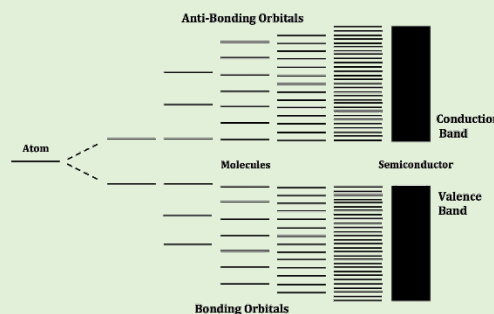 Anti-Bonding Orbitals
Conduction
Band
Atom
Molecules
Semiconductor
Valence
Band
Bonding Orbitals